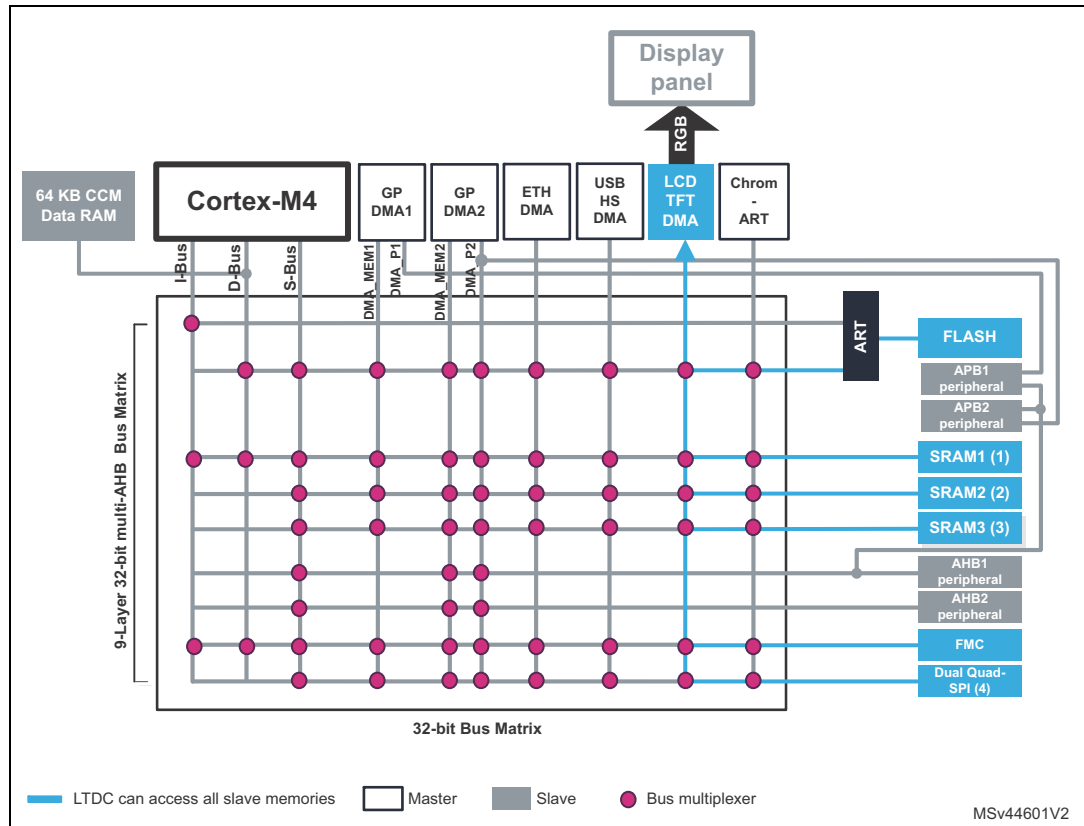 Display
panel
RGB
64 KB CCM
Data RAM
Cortex-M4
GP
DMA1
GP
DMA2
ETH
DMA
USB
HS
DMA
LCD
TFT
DMA
Chrom
-
ART
I-Bus
D-Bus
S-Bus
DMA_MEM1
DMA_P1
DMA_MEM2
DMA_P2
ART
FLASH
APB1
peripheral
APB2
peripheral
SRAM1 (1)
SRAM2 (2)
SRAM3 (3)
AHB1
peripheral
AHB2
peripheral
FMC
Dual Quad-
SPI (4)
9-Layer 32-bit multi-AHB Bus Matrix
32-bit Bus Matrix
LTDC can access all slave memories
Master
Slave
Bus multiplexer
MSv44601V2